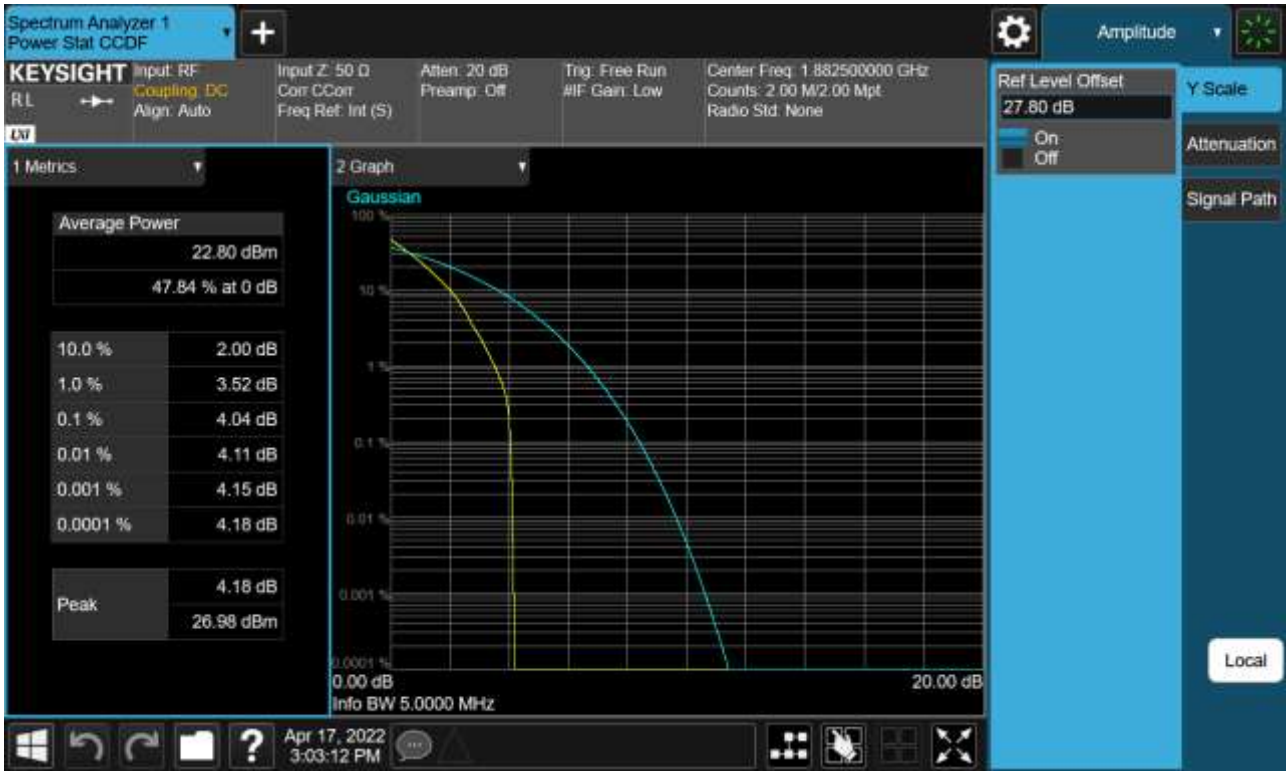 Spectrum Analyzer 1
Power Stat CCDF
+
Amplitude
KEYSIGHT
RL
LXI
Input: RF
Coupling: DC
Align: Auto
Input Z: 50 Ω
Corr CCorr
Freq Ref: Int (S)
Atten: 20 dB
Preamp: Off
Trig: Free Run
#IF Gain: Low
Center Freq: 1.882500000 GHz
Counts: 2.00 M/2.00 Mpt
Radio Std: None
Ref Level Offset
27.80 dB
On
Off
Y Scale
Attenuation
Signal Path
1 Metrics
Average Power
22.80 dBm
47.84 % at 0 dB
10.0 % 2.00 dB
1.0 % 3.52 dB
0.1 % 4.04 dB
0.01 % 4.11 dB
0.001 % 4.15 dB
0.0001 % 4.18 dB
Peak
4.18 dB
26.98 dBm
2 Graph
Gaussian
100 %
10 %
1 %
0.1 %
0.01 %
0.001 %
0.0001 %
0.00 dB 20.00 dB
Info BW 5.0000 MHz
Local
?
Apr 17, 2022
3:03:12 PM